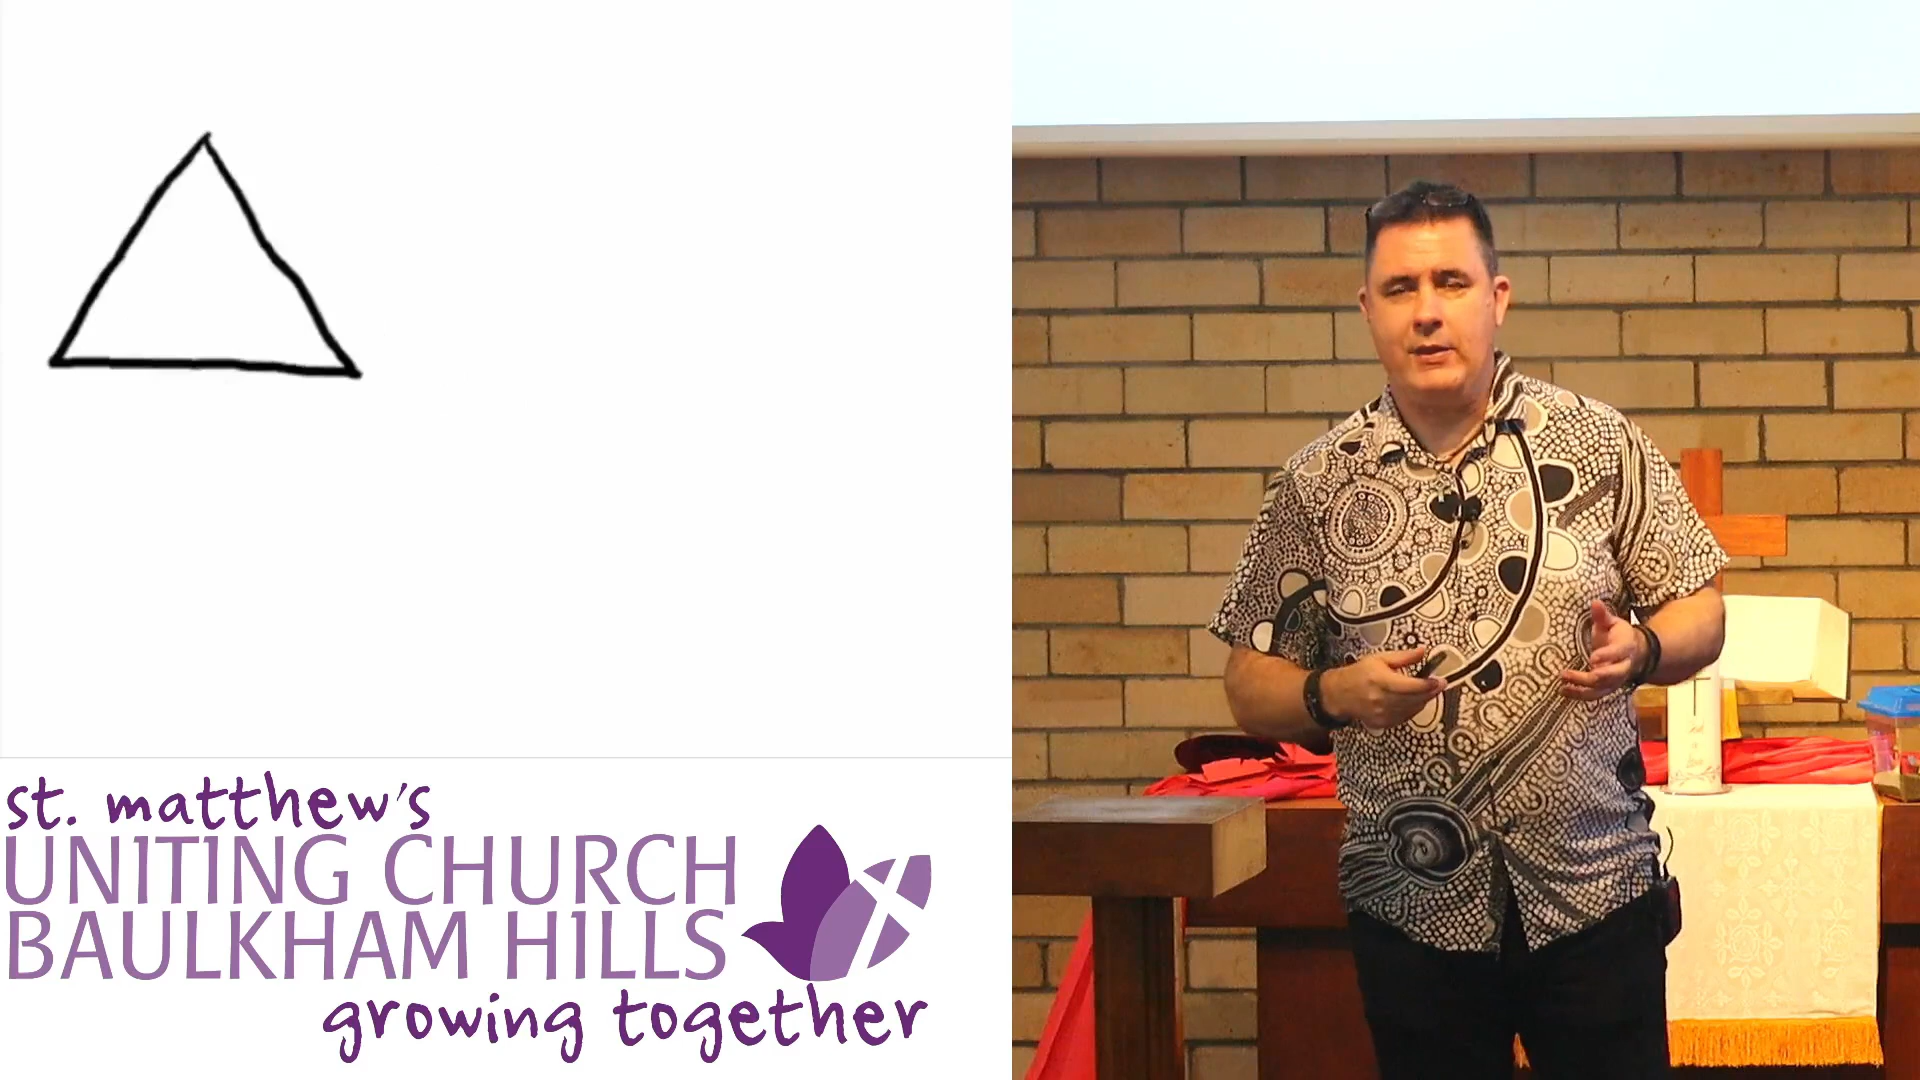 st. matthew's
UNITING CHURCH
BAULKHAM HILLS
growing together